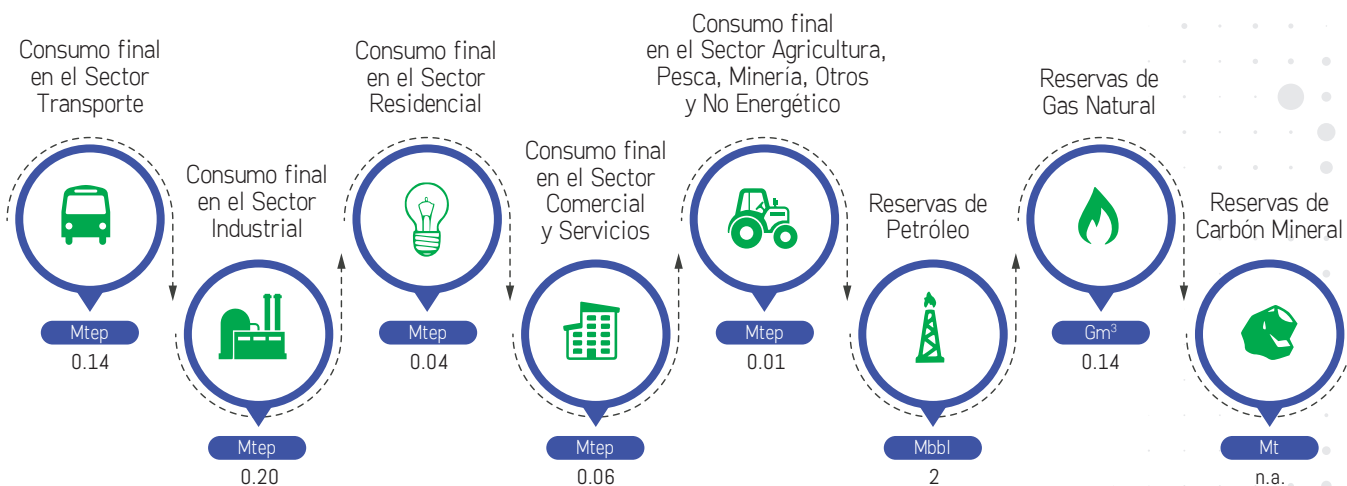 Consumo final
en el Sector
Transporte
Mtep
0.14
Consumo final
en el Sector
Industrial
Mtep
0.20
Consumo final
en el Sector
Residencial
Mtep
0.04
Consumo final
en el Sector
Comercial
y Servicios
Mtep
0.06
Consumo final
en el Sector Agricultura,
Pesca, Minería, Otros
y No Energético
Mtep
0.01
Reservas de
Petróleo
Mbbl
2
Reservas de
Gas Natural
Gm³
0.14
Reservas de
Carbón Mineral
Mt
n.a.